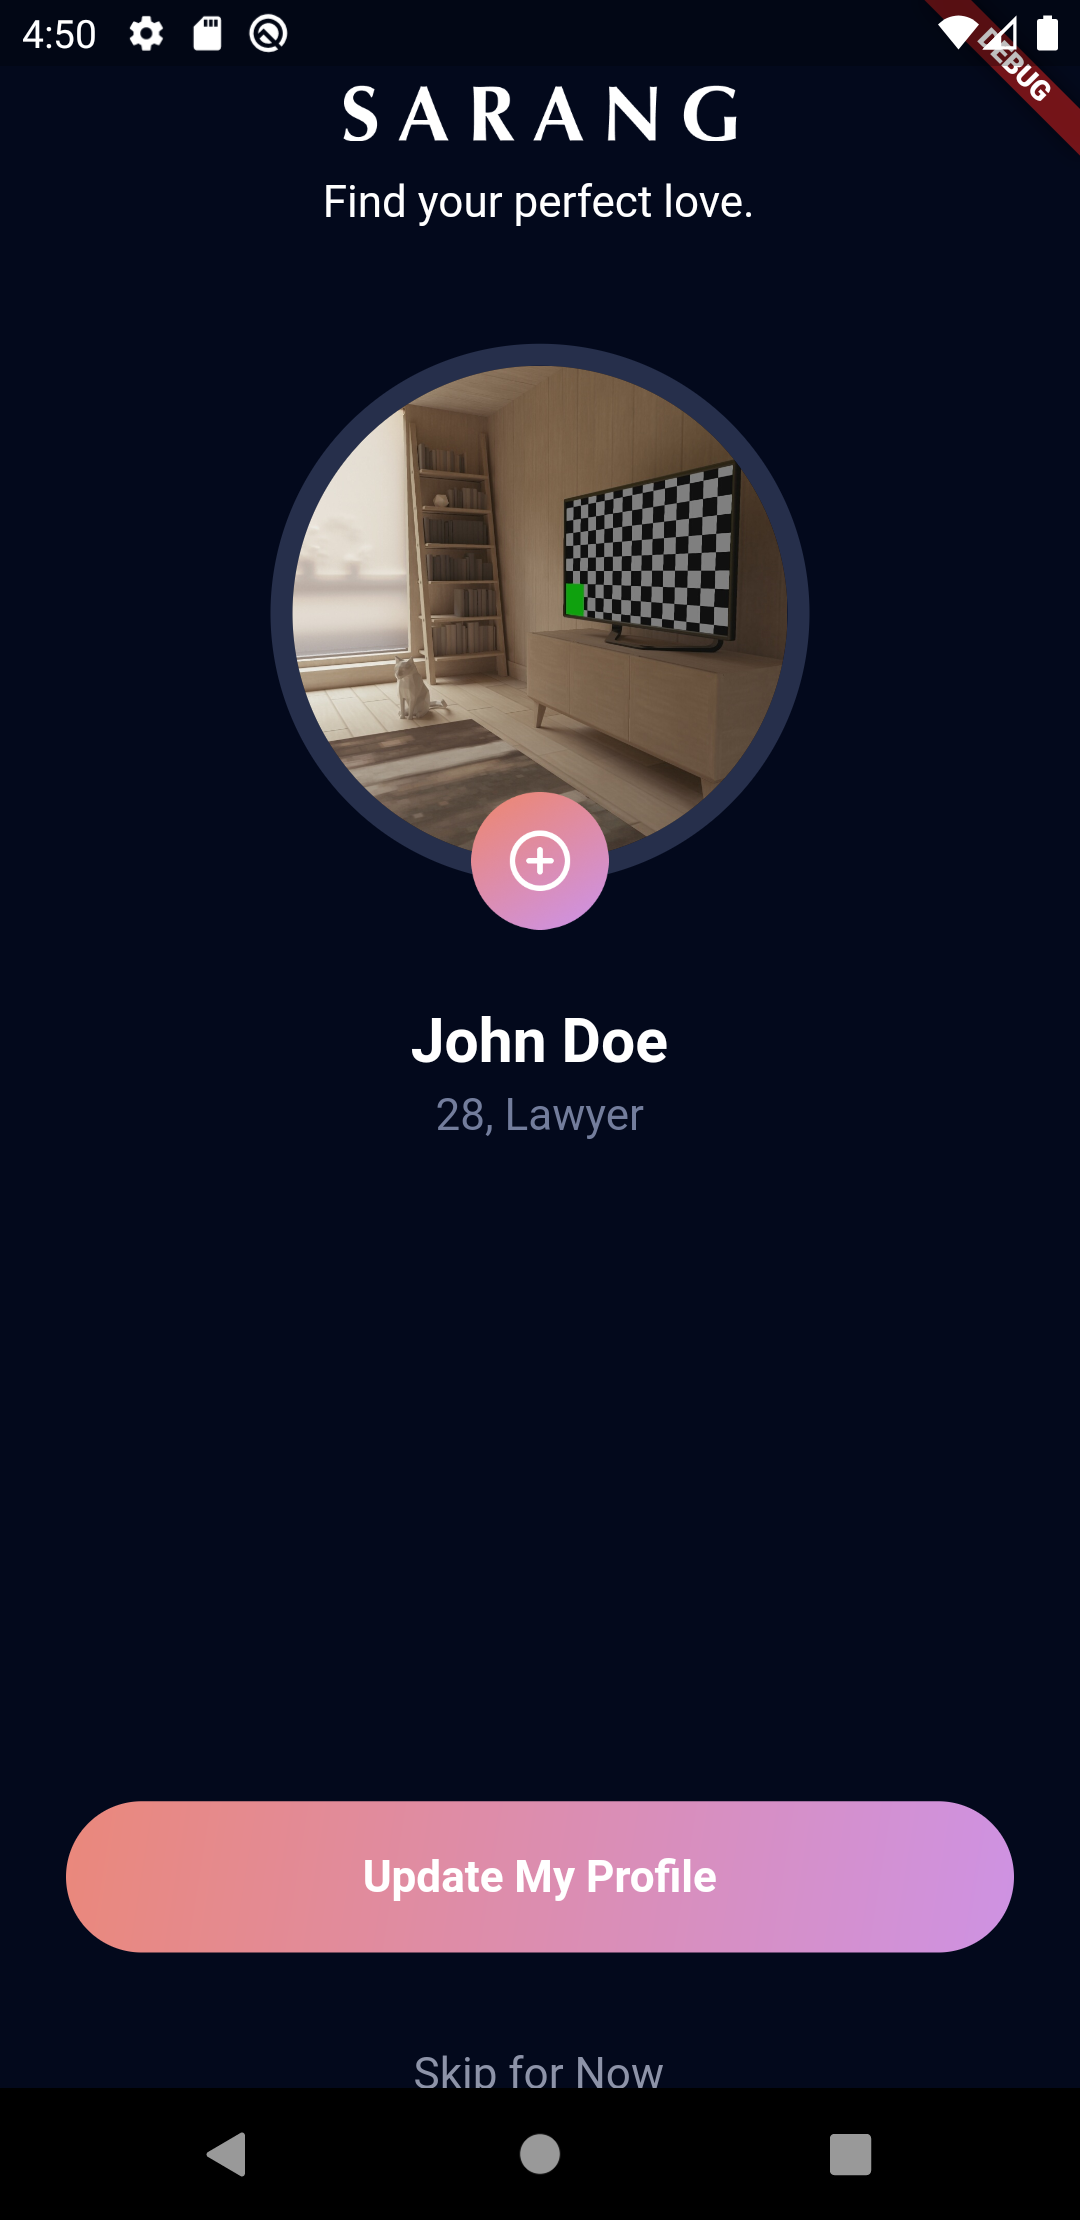 4:50
DEBUG
SARANG
Find your perfect love.
John Doe
28, Lawyer
Update My Profile
Skip for Now